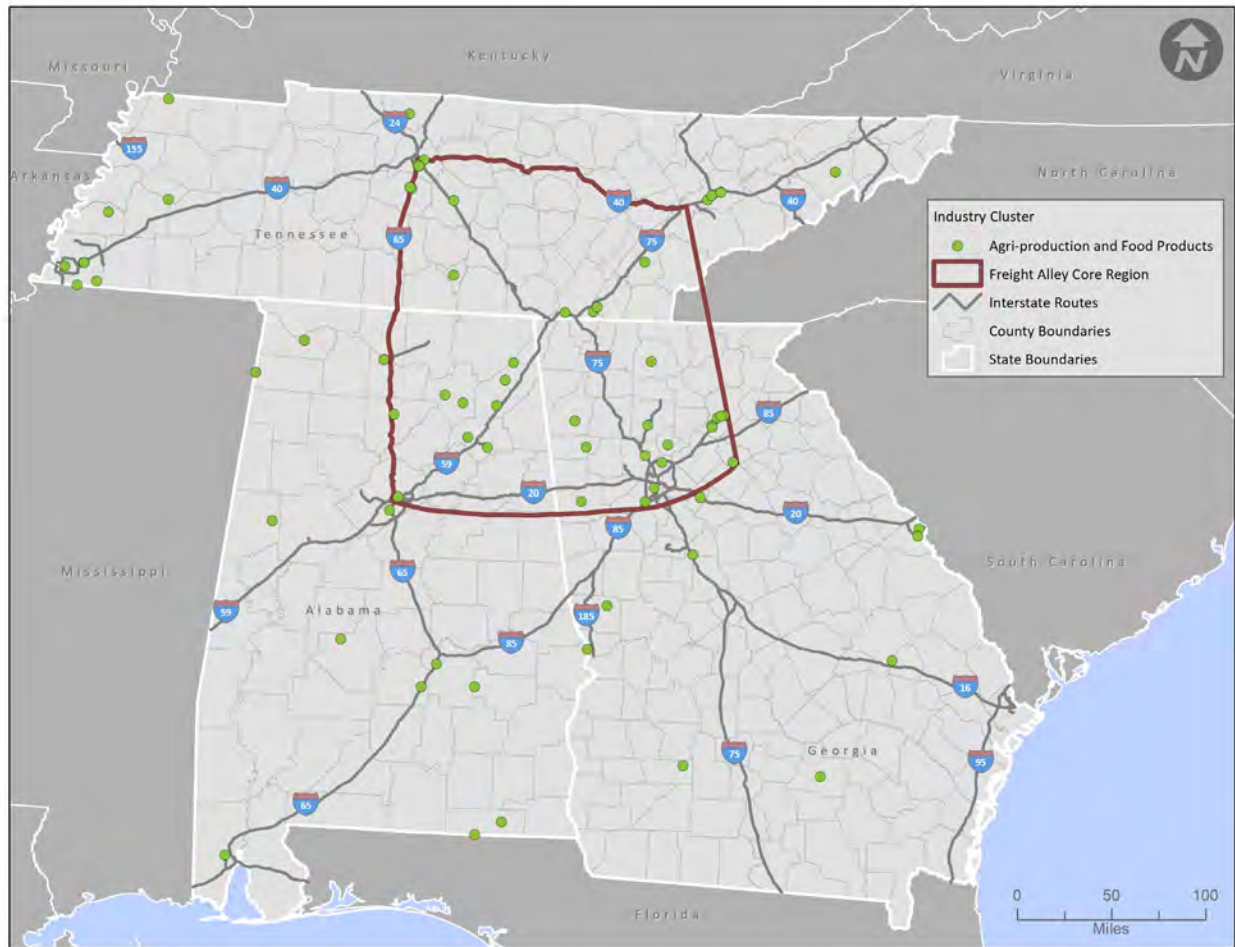 Kentucky
Missouri
Virginia
N
24
155
Arkansas
North Carolina
40
40
40
Tennessee
65
75
Industry Cluster
Agri-production and Food Products
Freight Alley Core Region
Interstate Routes
County Boundaries
State Boundaries
75
85
59
20
20
85
South Carolina
Mississippi
65
59
Alabama
185
85
16
75
Georgia
95
65
0 50 100
Miles
Florida